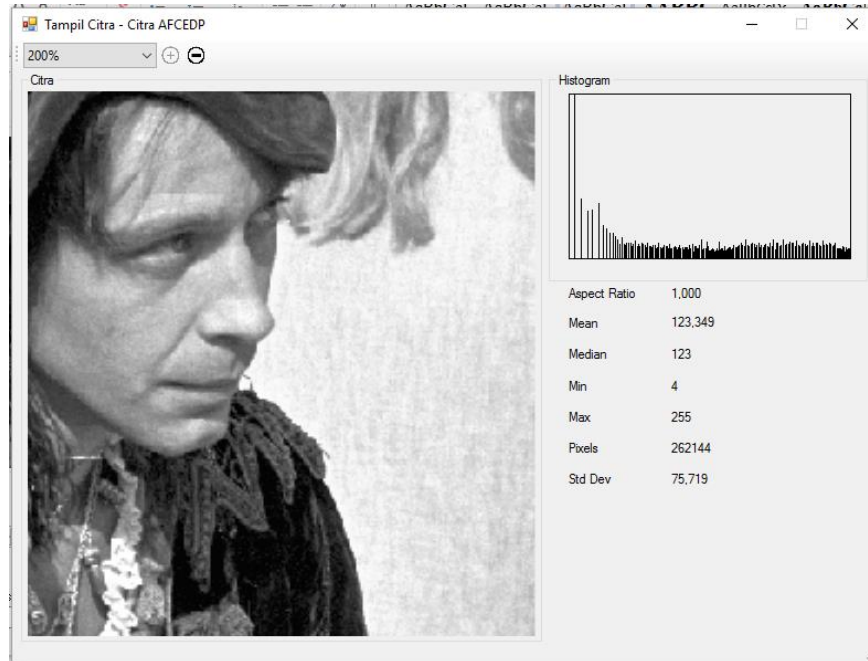 Tampil Citra - Citra AFCEDP
200%
Citra
Histogram
Aspect Ratio 1,000
Mean 123,349
Median 123
Min 4
Max 255
Pixels 262144
Std Dev 75,719